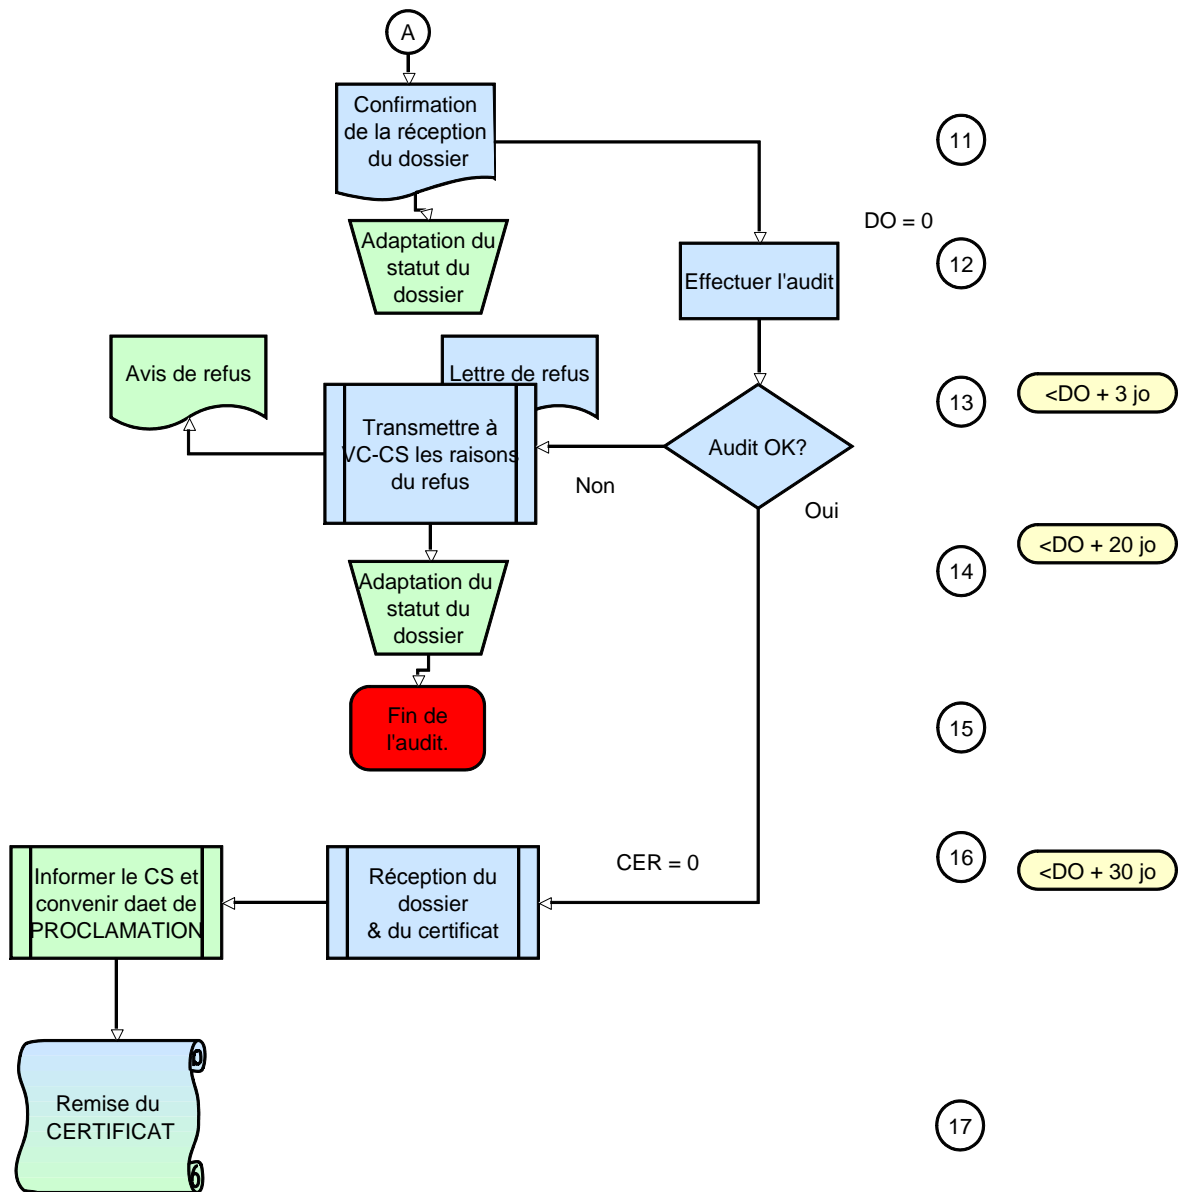 A
Confirmation
de la réception
du dossier
11
DO = 0
Adaptation du
statut du
dossier
Effectuer l'audit
12
Avis de refus
Lettre de refus
13
<DO + 3 jo
Transmettre à
VC-CS les raisons
du refus
Audit OK?
Non
Oui
<DO + 20 jo
14
Adaptation du
statut du
dossier
Fin de
l'audit.
15
16
<DO + 30 jo
CER = 0
Informer le CS et
convenir daet de
PROCLAMATION
Réception du
dossier
& du certificat
Remise du
CERTIFICAT
17